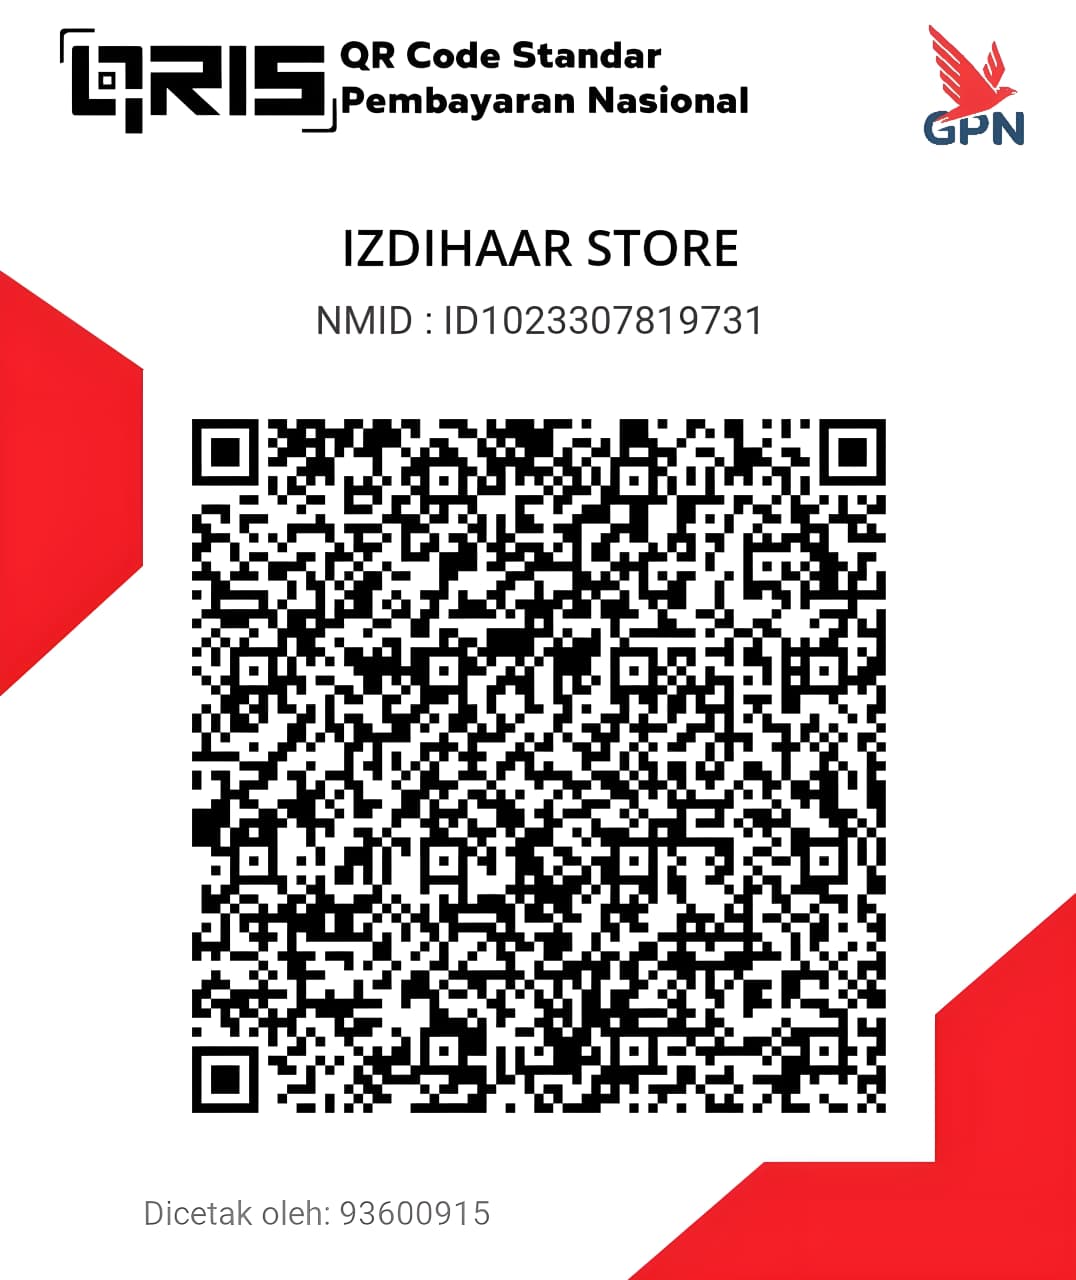 QRIS QR Code Standar
Pembayaran Nasional
GPN
IZDIHAAR STORE
NMID : ID1023307819731
Dicetak oleh: 93600915